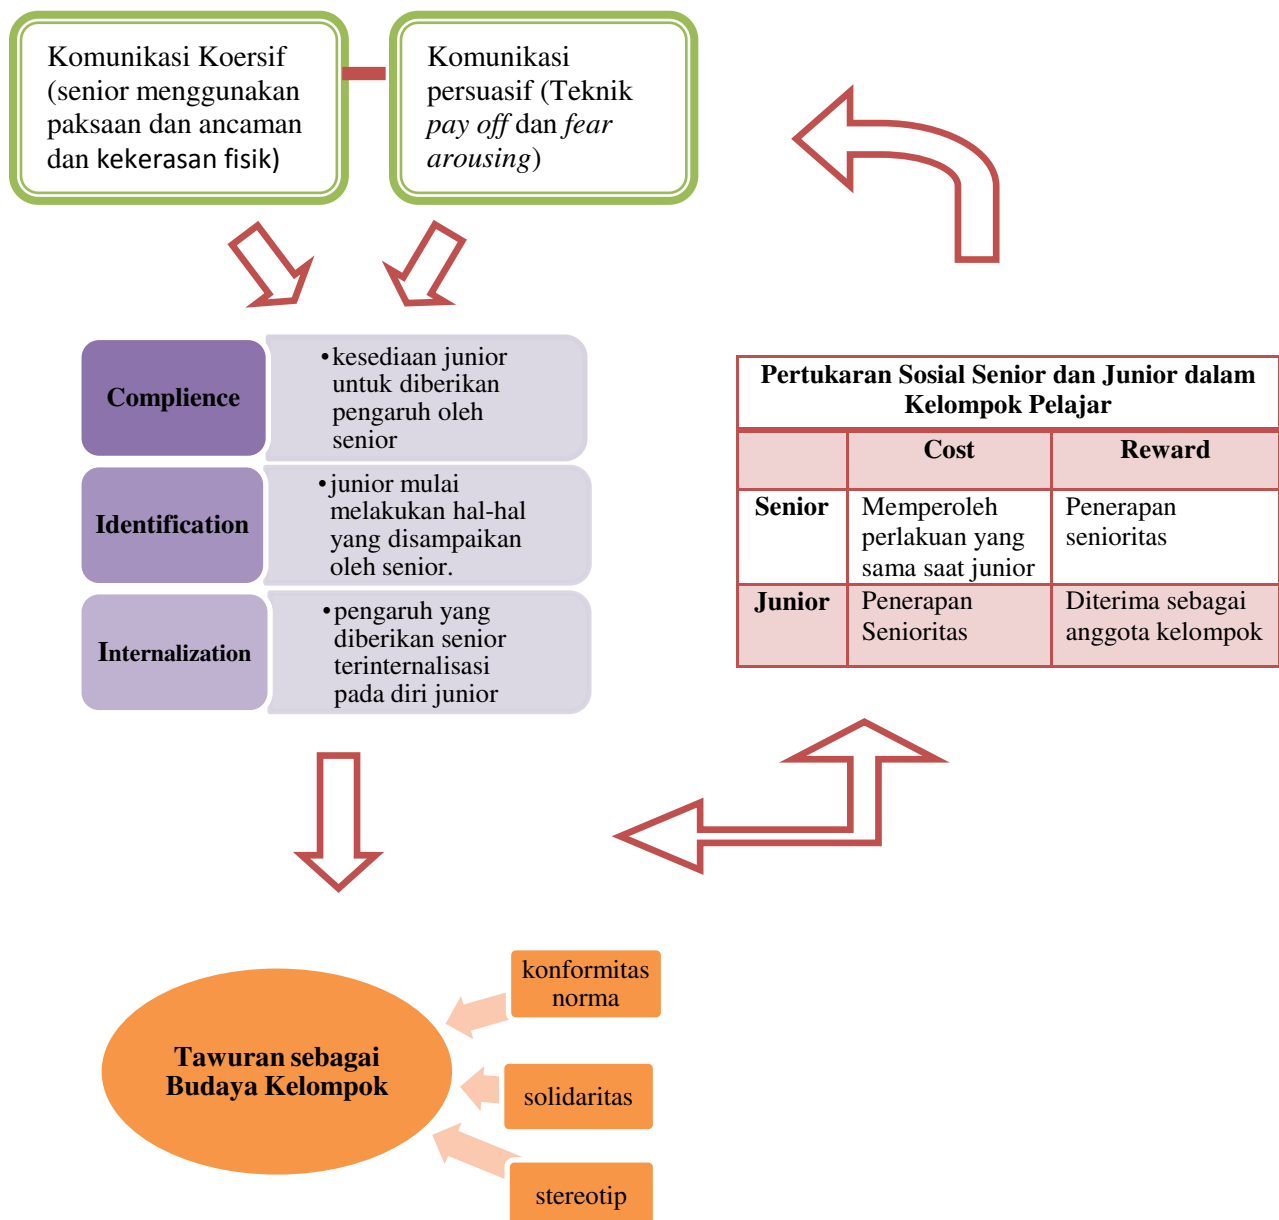 Komunikasi Koersif
(senior menggunakan
paksaan dan ancaman
dan kekerasan fisik)
Komunikasi
persuasif (Teknik
pay off dan fear
arousing)
Complience
•kesediaan junior
untuk diberikan
pengaruh oleh
senior
Identification
•junior mulai
melakukan hal-hal
yang disampaikan
oleh senior.
Internalization
•pengaruh yang
diberikan senior
terinternalisasi
pada diri junior
Pertukaran Sosial Senior dan Junior dalam
Kelompok Pelajar
Cost Reward
Senior
Memperoleh
perlakuan yang
sama saat junior
Penerapan
senioritas
Junior
Penerapan
Senioritas
Diterima sebagai
anggota kelompok
Tawuran sebagai
Budaya Kelompok
konformitas
norma
solidaritas
stereotip